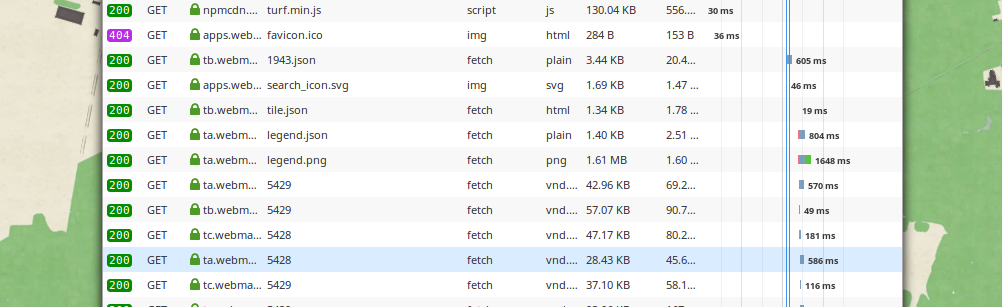 200 GET npmcdn.... turf.min.js script js 130.04 KB 556.... 30 ms
404 GET apps.web... favicon.ico img html 284 B 153 B 36 ms
200 GET tb.webm... 1943.json fetch plain 3.44 KB 20.4... 605 ms
200 GET apps.web... search_icon.svg img svg 1.69 KB 1.47 ... 46 ms
200 GET tb.webm... tile.json fetch html 1.34 KB 1.78 ... 19 ms
200 GET ta.webm... legend.json fetch plain 1.40 KB 2.51 ... 804 ms
200 GET ta.webm... legend.png fetch png 1.61 MB 1.60 ... 1648 ms
200 GET ta.webm... 5429 fetch vnd.... 42.96 KB 69.2... 570 ms
200 GET tb.webm... 5429 fetch vnd.... 57.07 KB 90.7... 49 ms
200 GET tc.webma... 5428 fetch vnd.... 47.17 KB 80.2... 181 ms
200 GET ta.webm... 5428 fetch vnd.... 28.43 KB 45.6... 586 ms
200 GET tc.webma... 5429 fetch vnd.... 37.10 KB 58.1... 116 ms